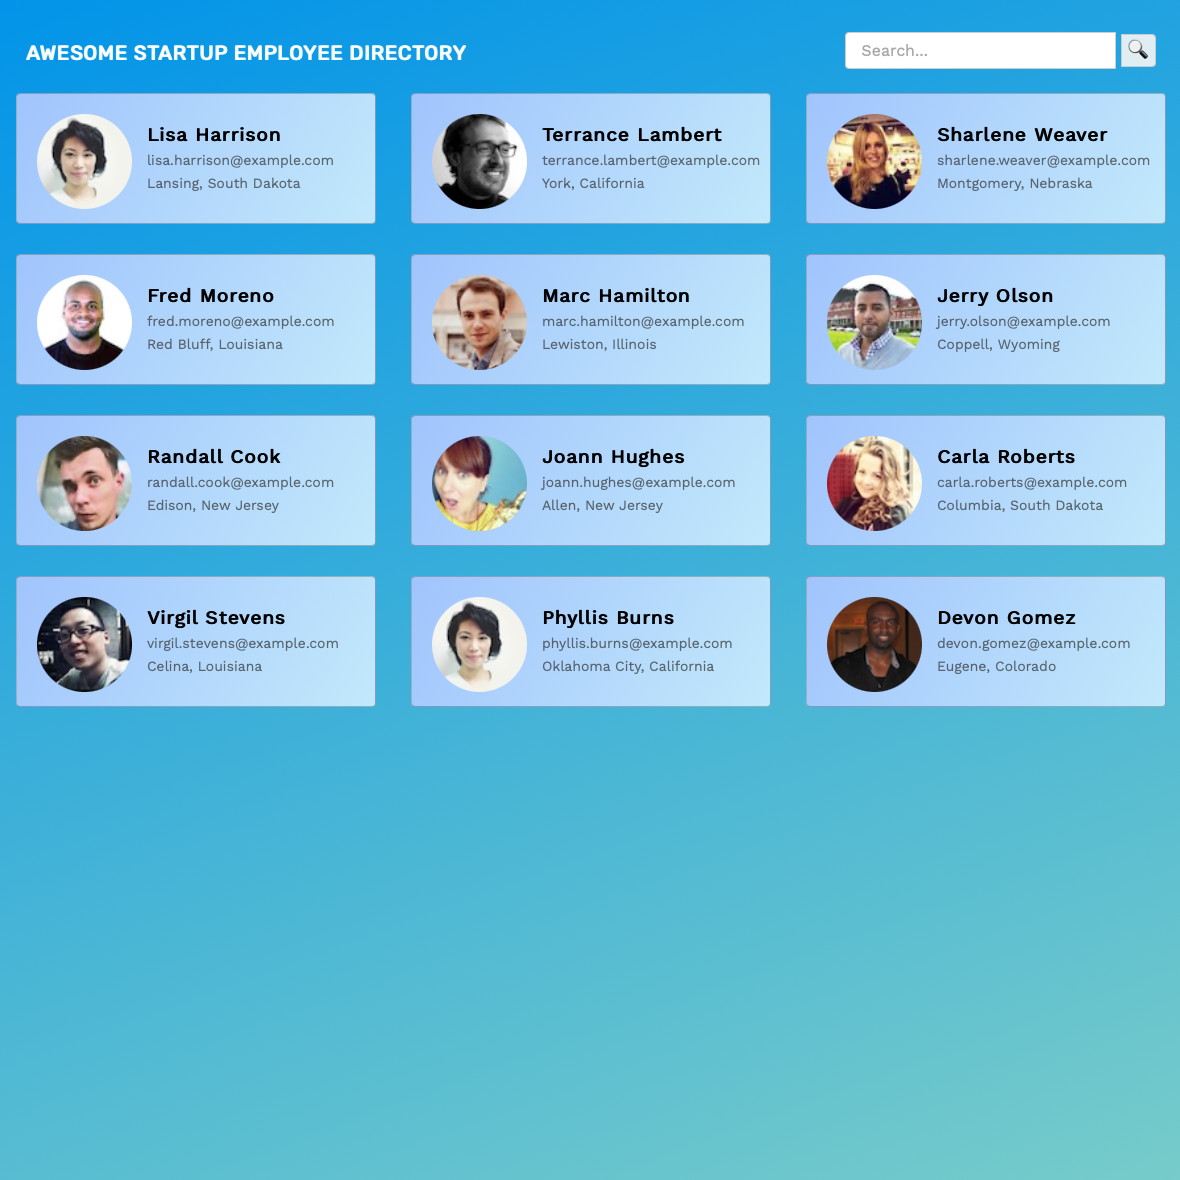 AWESOME STARTUP EMPLOYEE DIRECTORY
Search...
Lisa Harrison
lisa.harrison@example.com
Lansing, South Dakota
Terrance Lambert
terrance.lambert@example.com
York, California
Sharlene Weaver
sharlene.weaver@example.com
Montgomery, Nebraska
Fred Moreno
fred.moreno@example.com
Red Bluff, Louisiana
Marc Hamilton
marc.hamilton@example.com
Lewiston, Illinois
Jerry Olson
jerry.olson@example.com
Coppell, Wyoming
Randall Cook
randall.cook@example.com
Edison, New Jersey
Joann Hughes
joann.hughes@example.com
Allen, New Jersey
Carla Roberts
carla.roberts@example.com
Columbia, South Dakota
Virgil Stevens
virgil.stevens@example.com
Celina, Louisiana
Phyllis Burns
phyllis.burns@example.com
Oklahoma City, California
Devon Gomez
devon.gomez@example.com
Eugene, Colorado